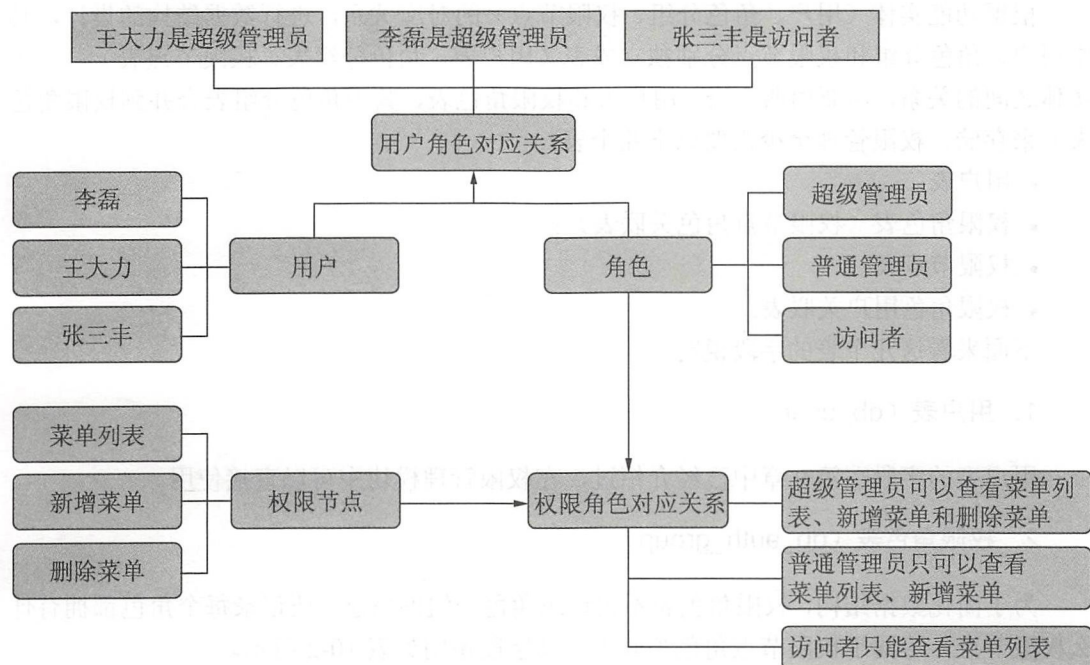 王大力是超级管理员
李磊是超级管理员
张三丰是访问者
用户角色对应关系
李磊
王大力
张三丰
用户
角色
超级管理员
普通管理员
访问者
菜单列表
新增菜单
删除菜单
权限节点
权限角色对应关系
超级管理员可以查看菜单列
表、新增菜单和删除菜单
普通管理员只可以查看
菜单列表、新增菜单
访问者只能查看菜单列表